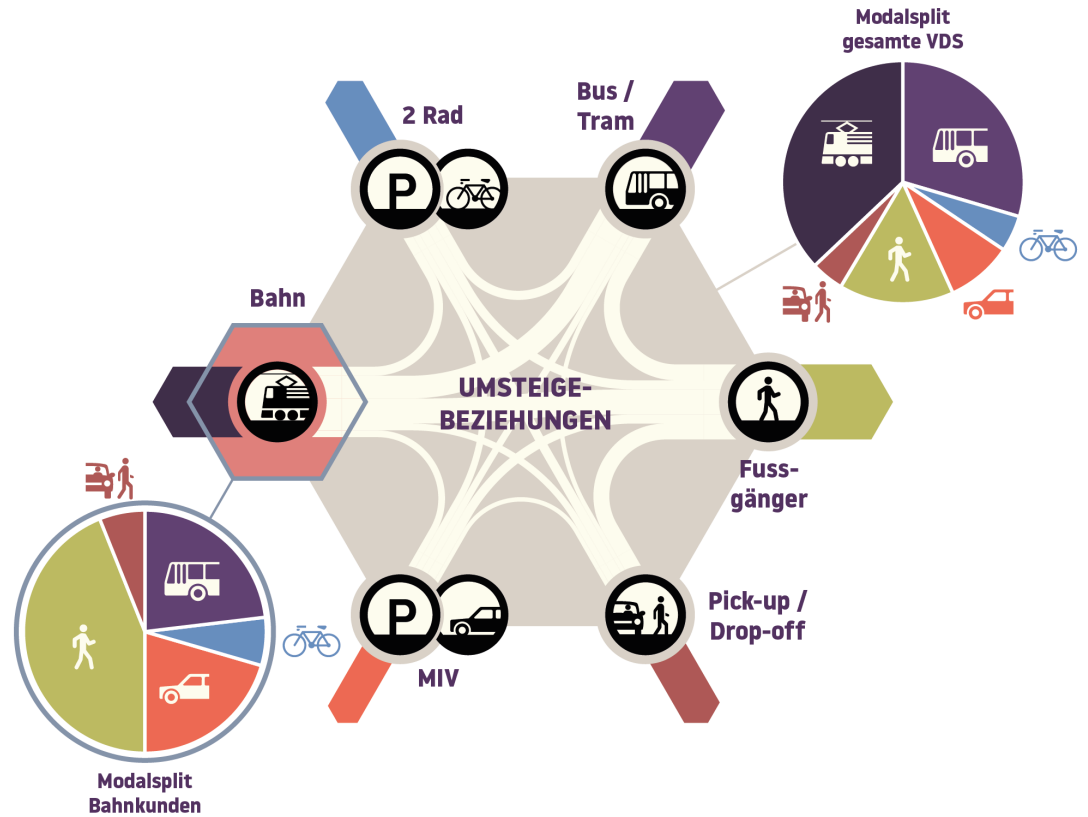 Modalsplit
gesamte VDS
2 Rad
Bus /
Tram
P
Bahn
UMSTEIGE-
BEZIEHUNGEN
Fuss-
gänger
P
Pick-up /
Drop-off
MIV
Modalsplit
Bahnkunden